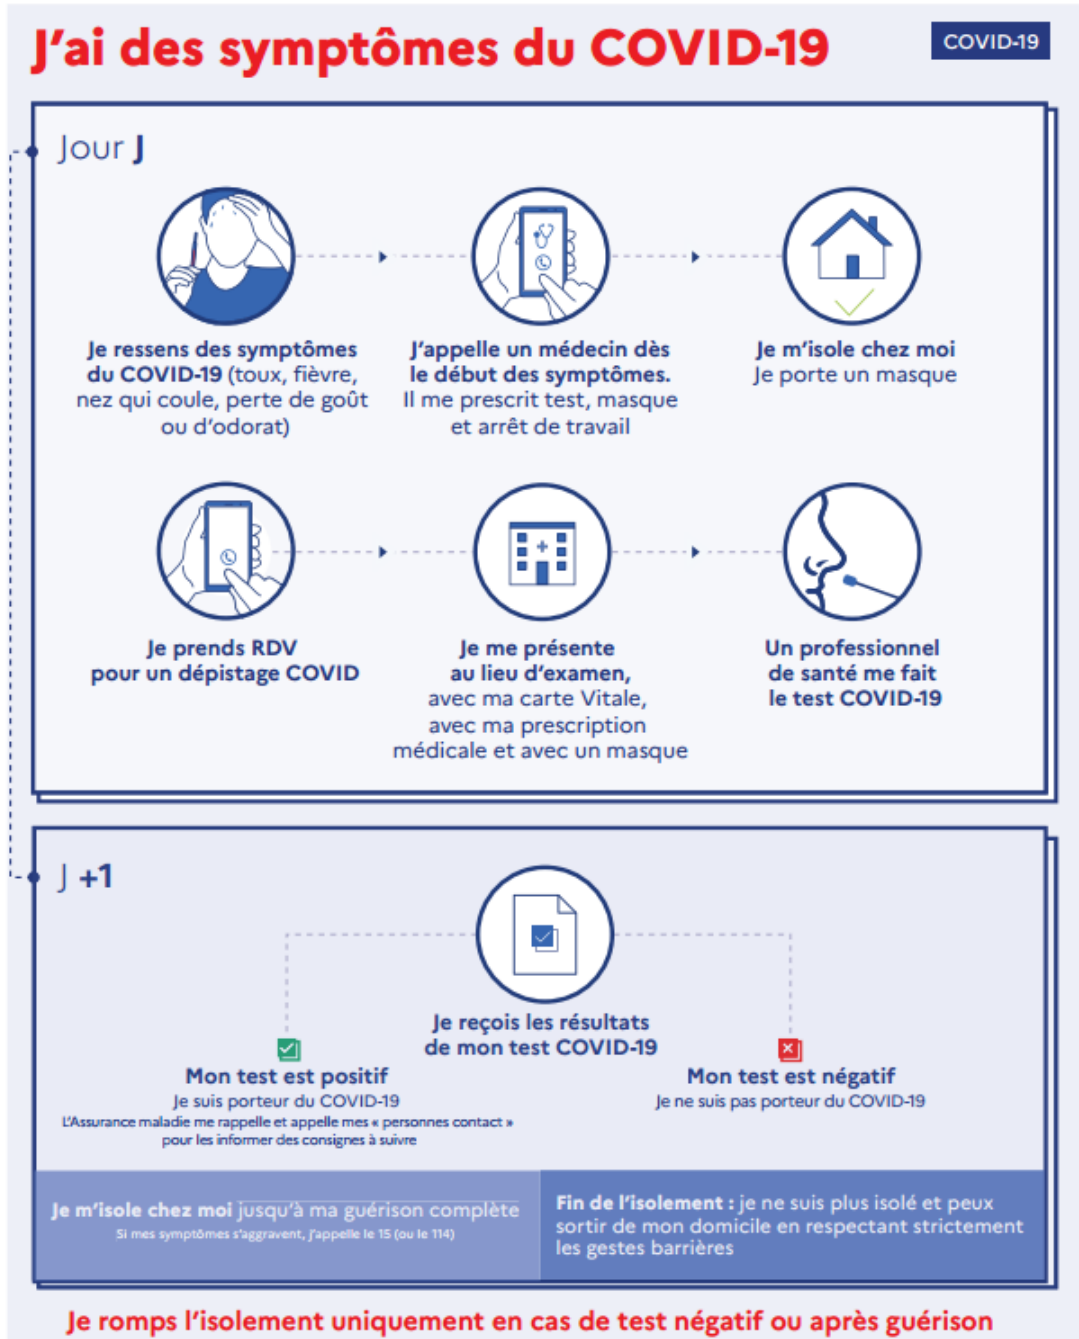 J'ai des symptômes du COVID-19
COVID-19
Jour J
Je ressens des symptômes
du COVID-19 (toux, fièvre,
nez qui coule, perte de goût
ou d'odorat)
J'appelle un médecin dès
le début des symptômes.
Il me prescrit test, masque
et arrêt de travail
Je m'isole chez moi
Je porte un masque
Je prends RDV
pour un dépistage COVID
Je me présente
au lieu d'examen,
avec ma carte Vitale,
avec ma prescription
médicale et avec un masque
Un professionnel
de santé me fait
le test COVID-19
J +1
Je reçois les résultats
de mon test COVID-19
Mon test est positif
Je suis porteur du COVID-19
L'Assurance maladie me rappelle et appelle mes « personnes contact »
pour les informer des consignes à suivre
Mon test est négatif
Je ne suis pas porteur du COVID-19
Je m'isole chez moi jusqu'à ma guérison complète
Si mes symptômes s'aggravent, j'appelle le 15 (ou le 114)
Fin de l'isolement : je ne suis plus isolé et peux
sortir de mon domicile en respectant strictement
les gestes barrières
Je romps l'isolement uniquement en cas de test négatif ou après guérison